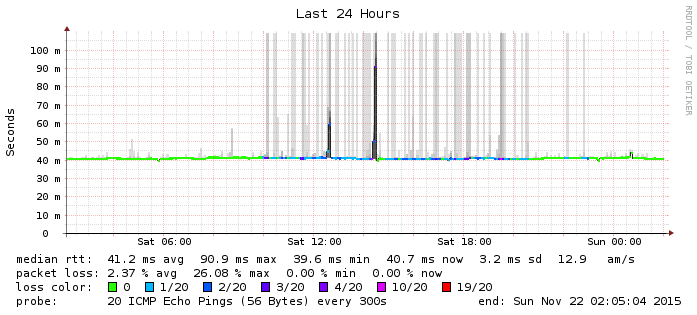 Last 24 Hours
RRDTOOL / TOBI OETIKER
Seconds
100 m
90 m
80 m
70 m
60 m
50 m
40 m
30 m
20 m
10 m
0
Sat 06:00 Sat 12:00 Sat 18:00 Sun 00:00
median rtt: 41.2 ms avg 90.9 ms max 39.6 ms min 40.7 ms now 3.2 ms sd 12.9 am/s
packet loss: 2.37 % avg 26.08 % max 0.00 % min 0.00 % now
loss color: 0 1/20 2/20 3/20 4/20 10/20 19/20
probe: 20 ICMP Echo Pings (56 Bytes) every 300s end: Sun Nov 22 02:05:04 2015